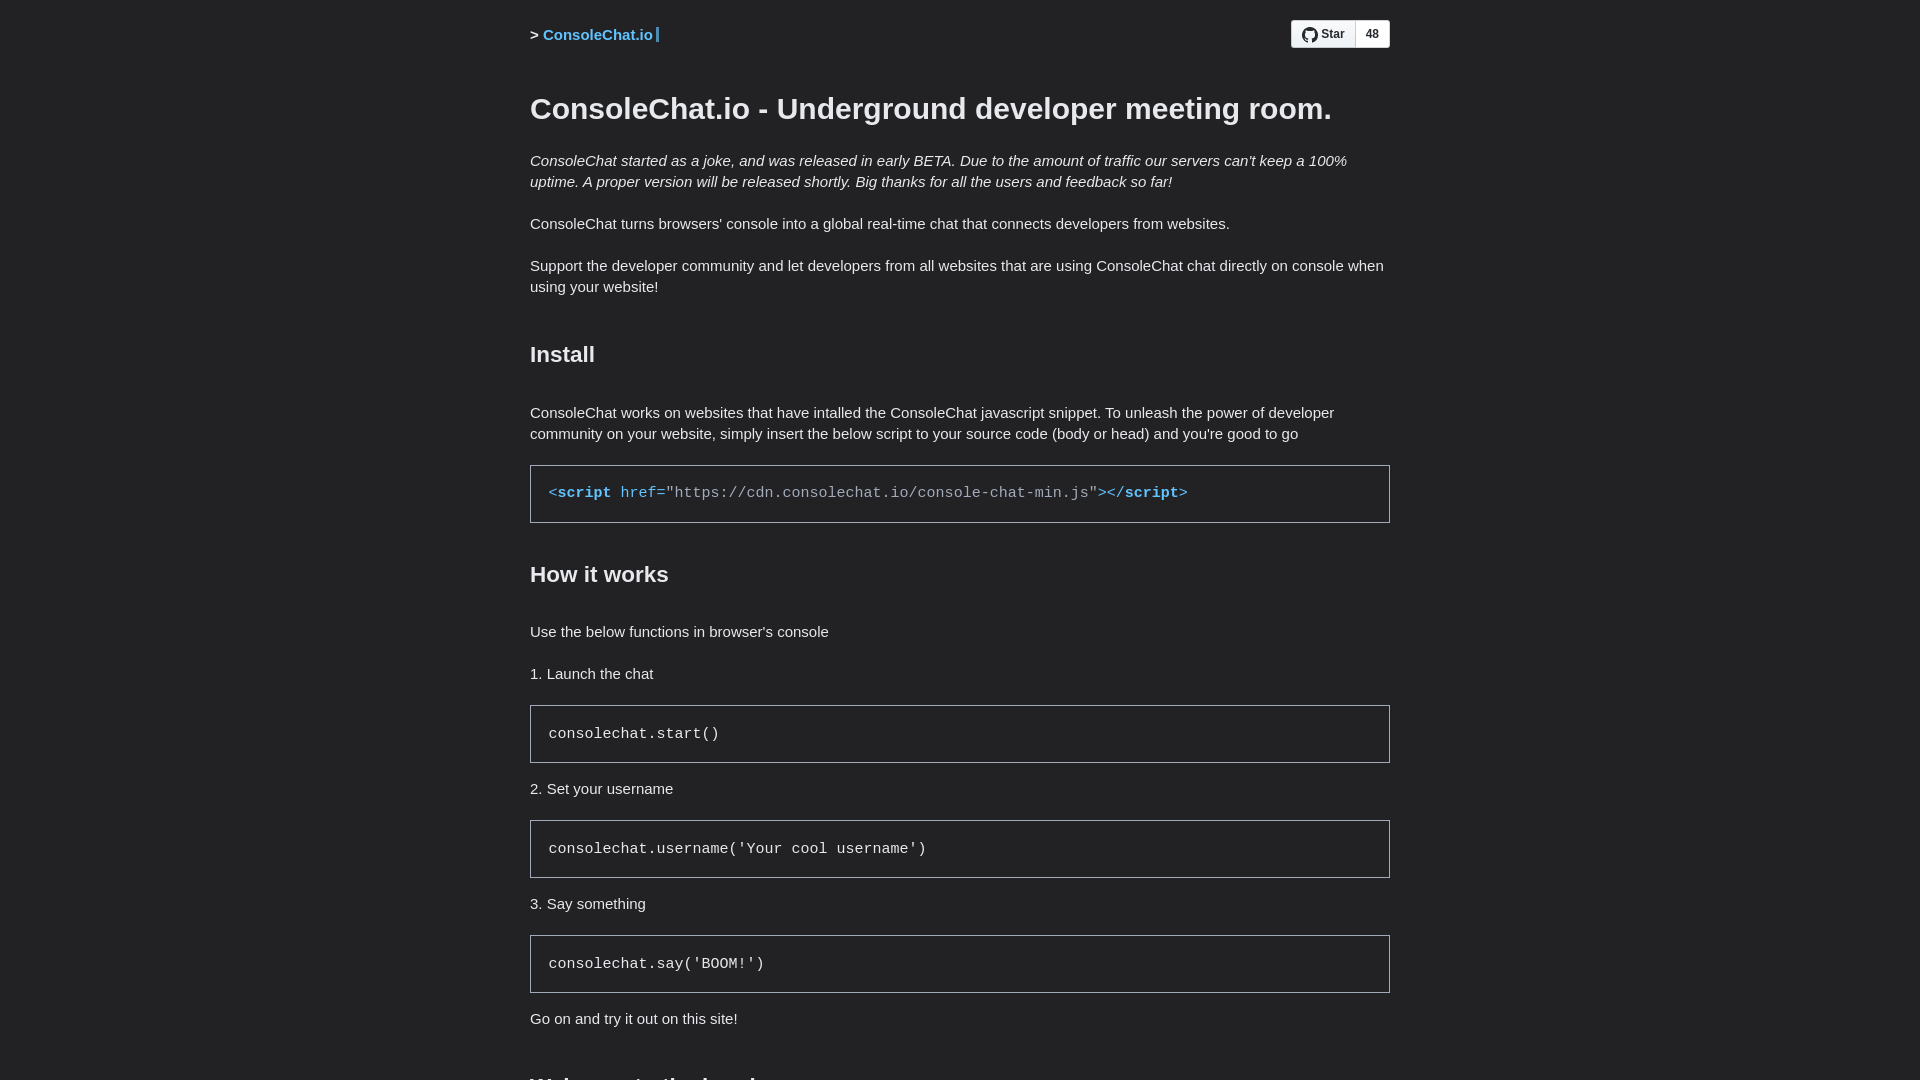 > ConsoleChat.io
Star 48
ConsoleChat.io - Underground developer meeting room.
ConsoleChat started as a joke, and was released in early BETA. Due to the amount of traffic our servers can't keep a 100%
uptime. A proper version will be released shortly. Big thanks for all the users and feedback so far!
ConsoleChat turns browsers' console into a global real-time chat that connects developers from websites.
Support the developer community and let developers from all websites that are using ConsoleChat chat directly on console when
using your website!
Install
ConsoleChat works on websites that have intalled the ConsoleChat javascript snippet. To unleash the power of developer
community on your website, simply insert the below script to your source code (body or head) and you're good to go
<script href="https://cdn.consolechat.io/console-chat-min.js"></script>
How it works
Use the below functions in browser's console
1. Launch the chat
consolechat.start()
2. Set your username
consolechat.username('Your cool username')
3. Say something
consolechat.say('BOOM!')
Go on and try it out on this site!